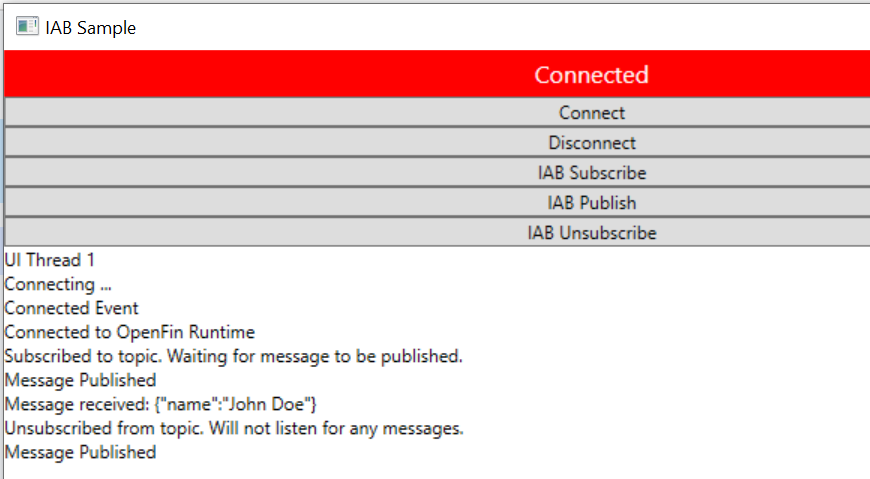 IAB Sample
Connected
Connect
Disconnect
IAB Subscribe
IAB Publish
IAB Unsubscribe
UI Thread 1
Connecting ...
Connected Event
Connected to OpenFin Runtime
Subscribed to topic. Waiting for message to be published.
Message Published
Message received: {"name":"John Doe"}
Unsubscribed from topic. Will not listen for any messages.
Message Published